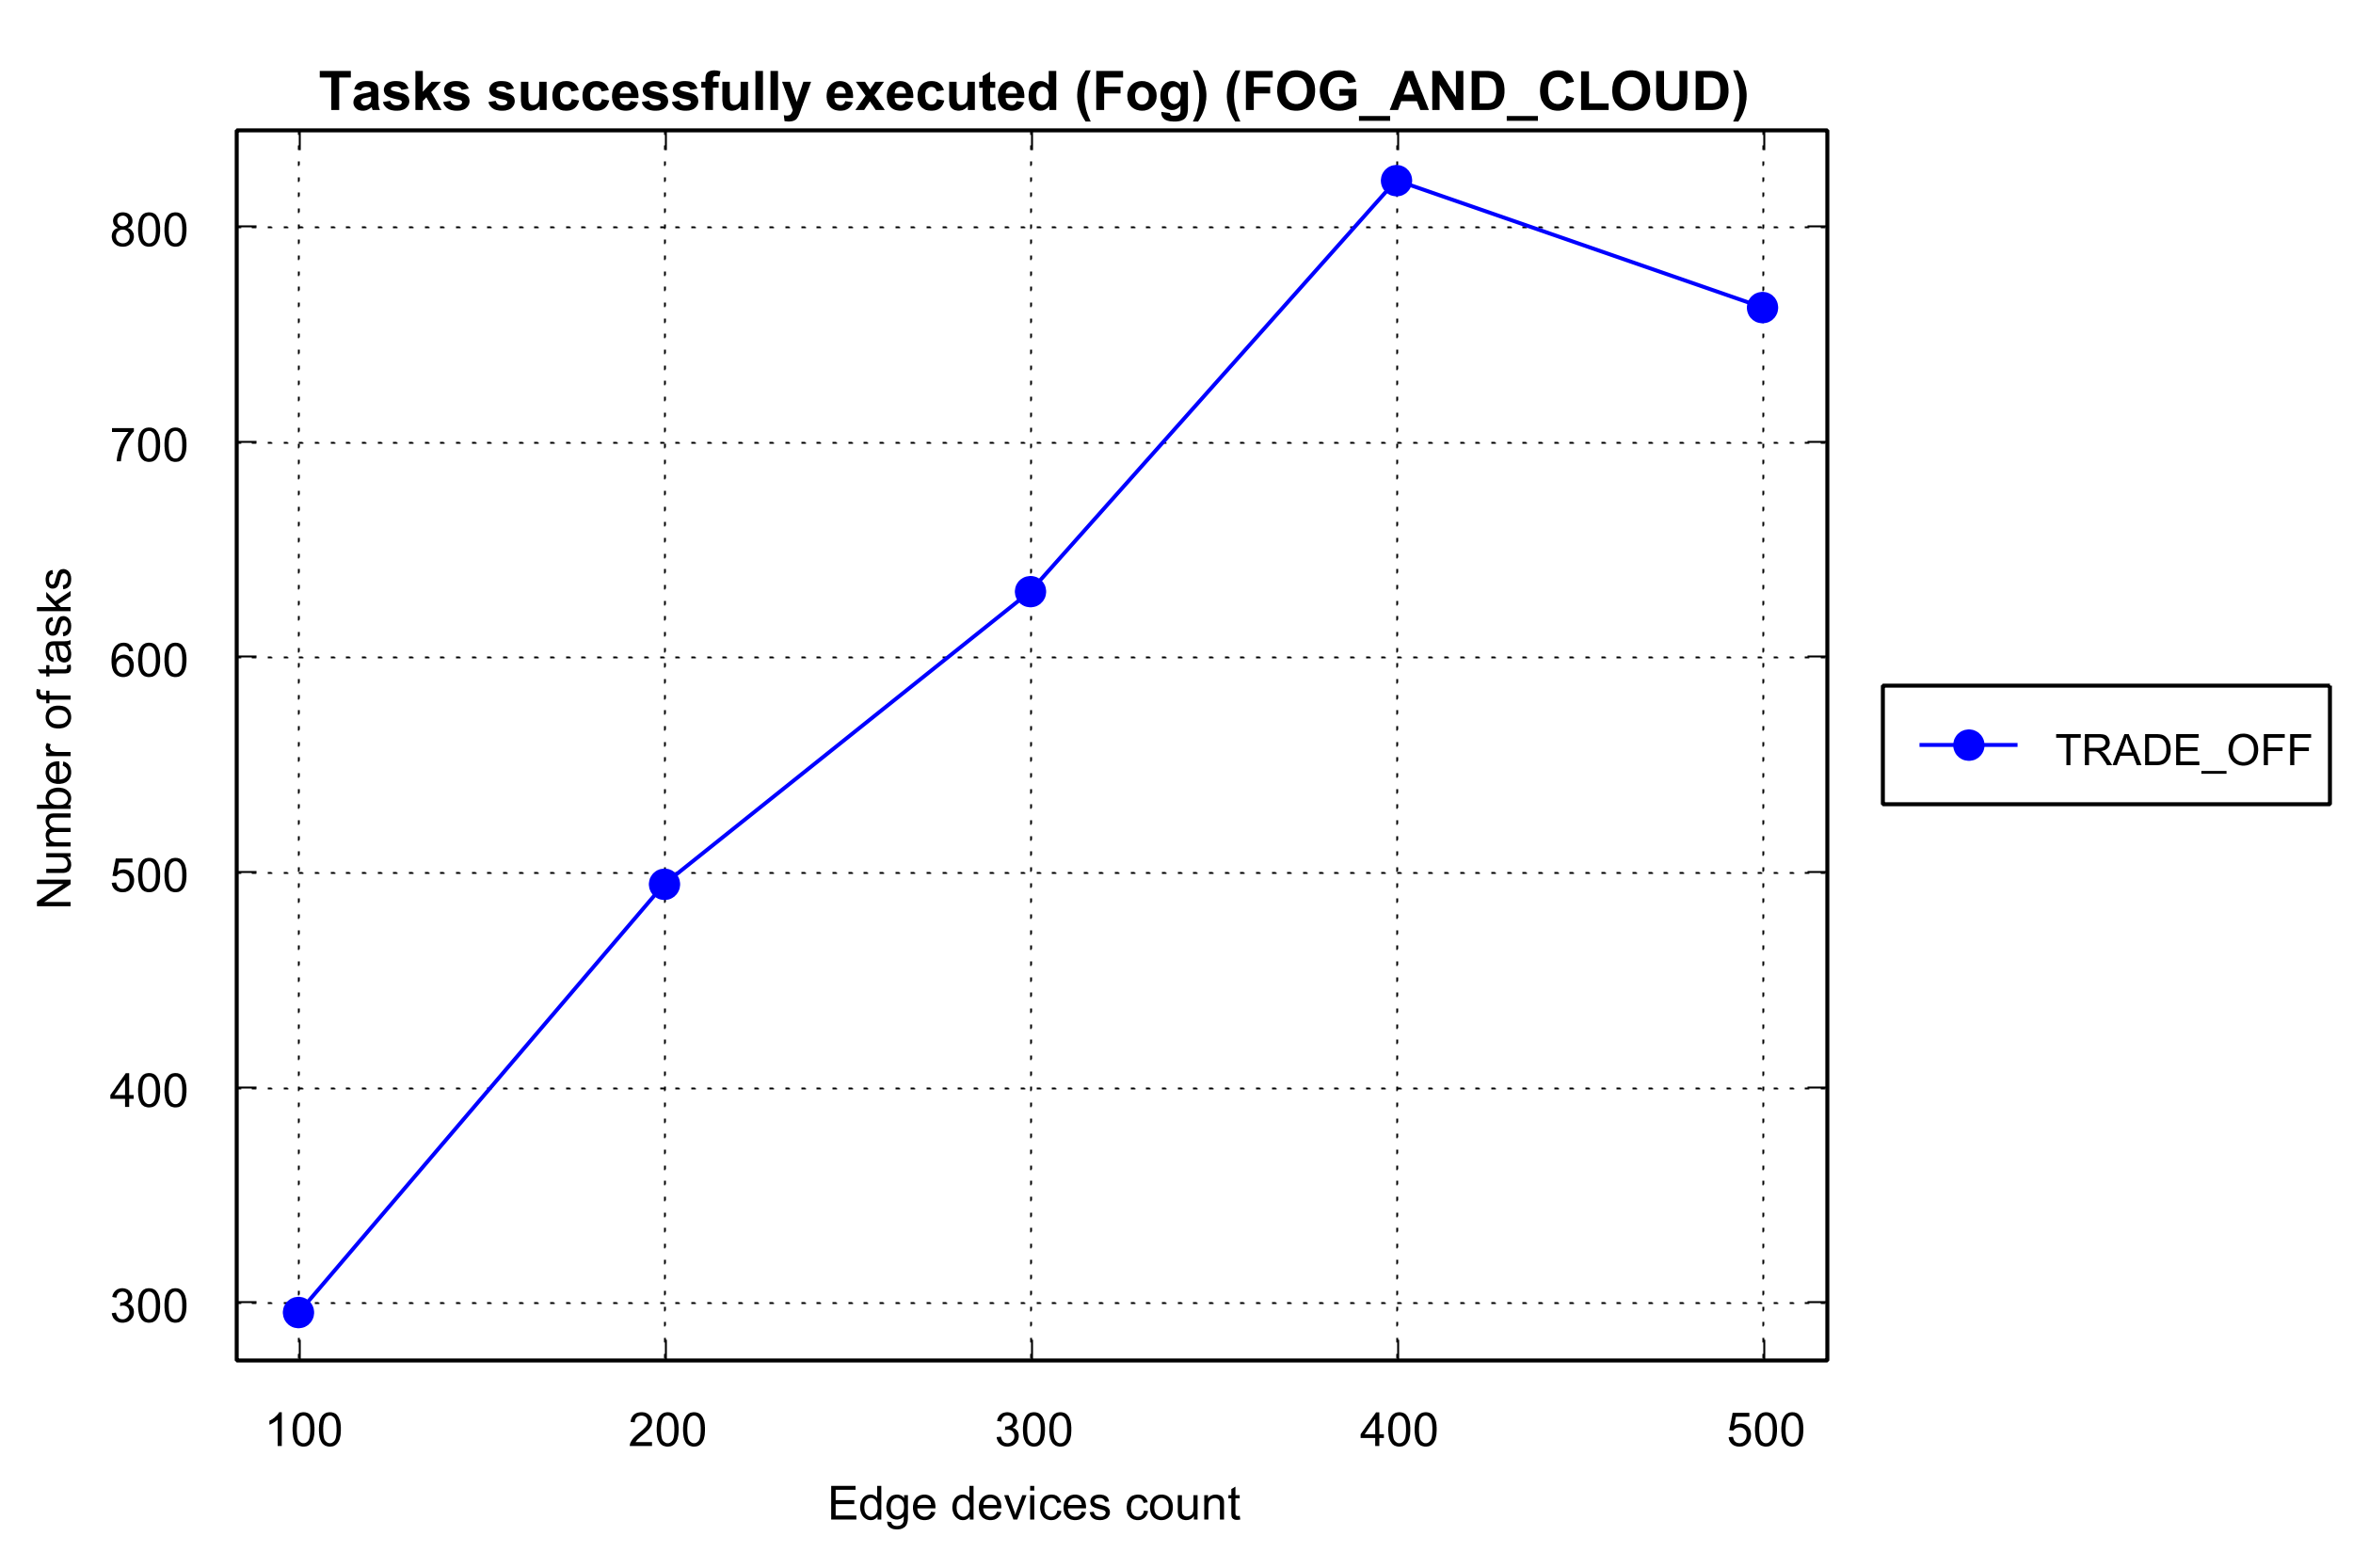 Tasks successfully executed (Fog) (FOG_AND_CLOUD)
800
700
600
500
400
300
Number of tasks
100 200 300 400 500
Edge devices count
TRADE_OFF